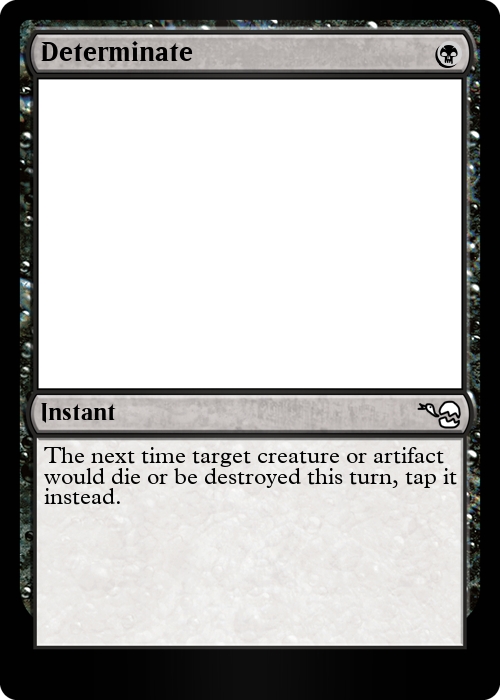 Determinate
Instant
The next time target creature or artifact
would die or be destroyed this turn, tap it
instead.